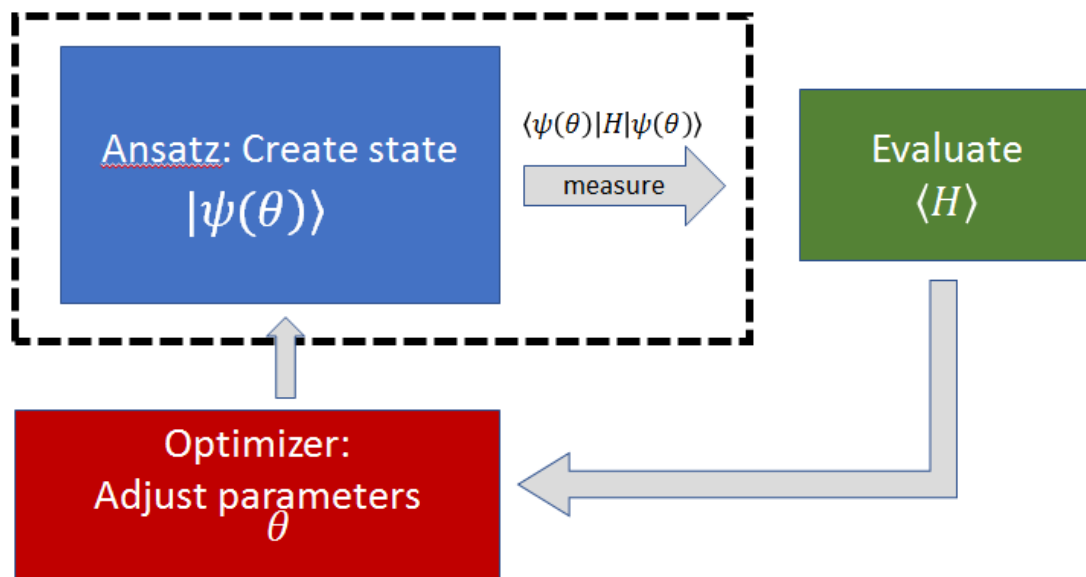 Ansatz: Create state
|ψ(θ)⟩
⟨ψ(θ)|H|ψ(θ)⟩
measure
Evaluate
⟨H⟩
Optimizer:
Adjust parameters
θ